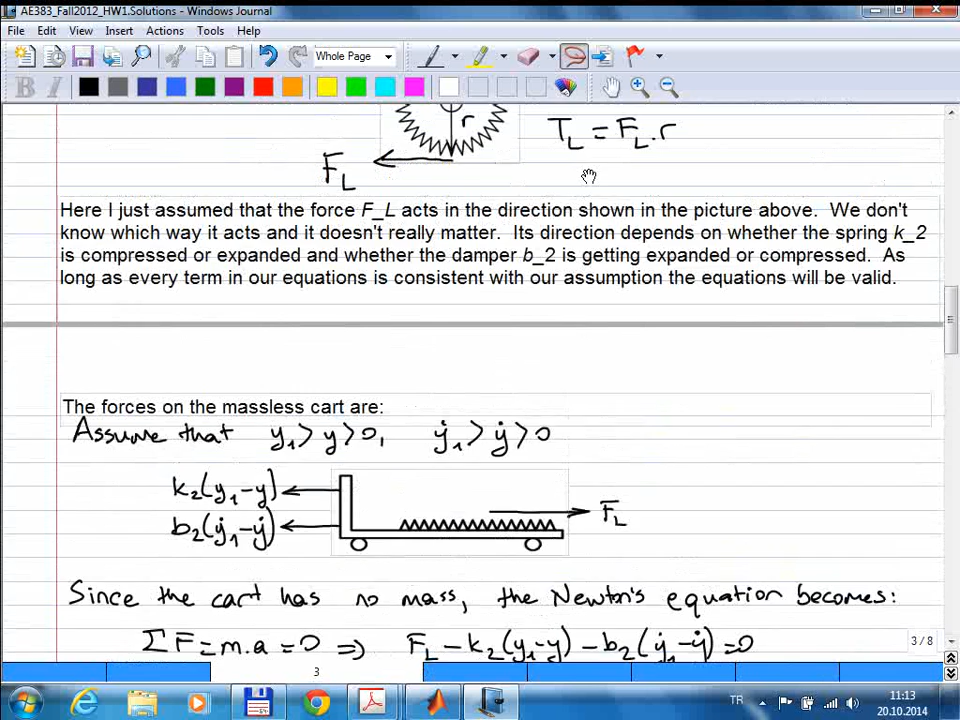 AE383_Fall2012_HW1.Solutions - Windows Journal
File Edit View Insert Actions Tools Help
Whole Page
B I
r
T_L = F_L.r
F_L
Here I just assumed that the force F_L acts in the direction shown in the picture above. We don't
know which way it acts and it doesn't really matter. Its direction depends on whether the spring k_2
is compressed or expanded and whether the damper b_2 is getting expanded or compressed. As
long as every term in our equations is consistent with our assumption the equations will be valid.
The forces on the massless cart are:
Assume that y₁ > y > 0, ẏ₁ > ẏ > 0
k₂(y₁-y)
b₂(ẏ₁-ẏ)
F_L
Since the cart has no mass, the Newton's equation becomes:
ΣF = m.a = 0 ⇒ F_L - k₂(y₁-y) - b₂(ẏ₁-ẏ) = 0
3 / 8
3
TR
11:13
20.10.2014